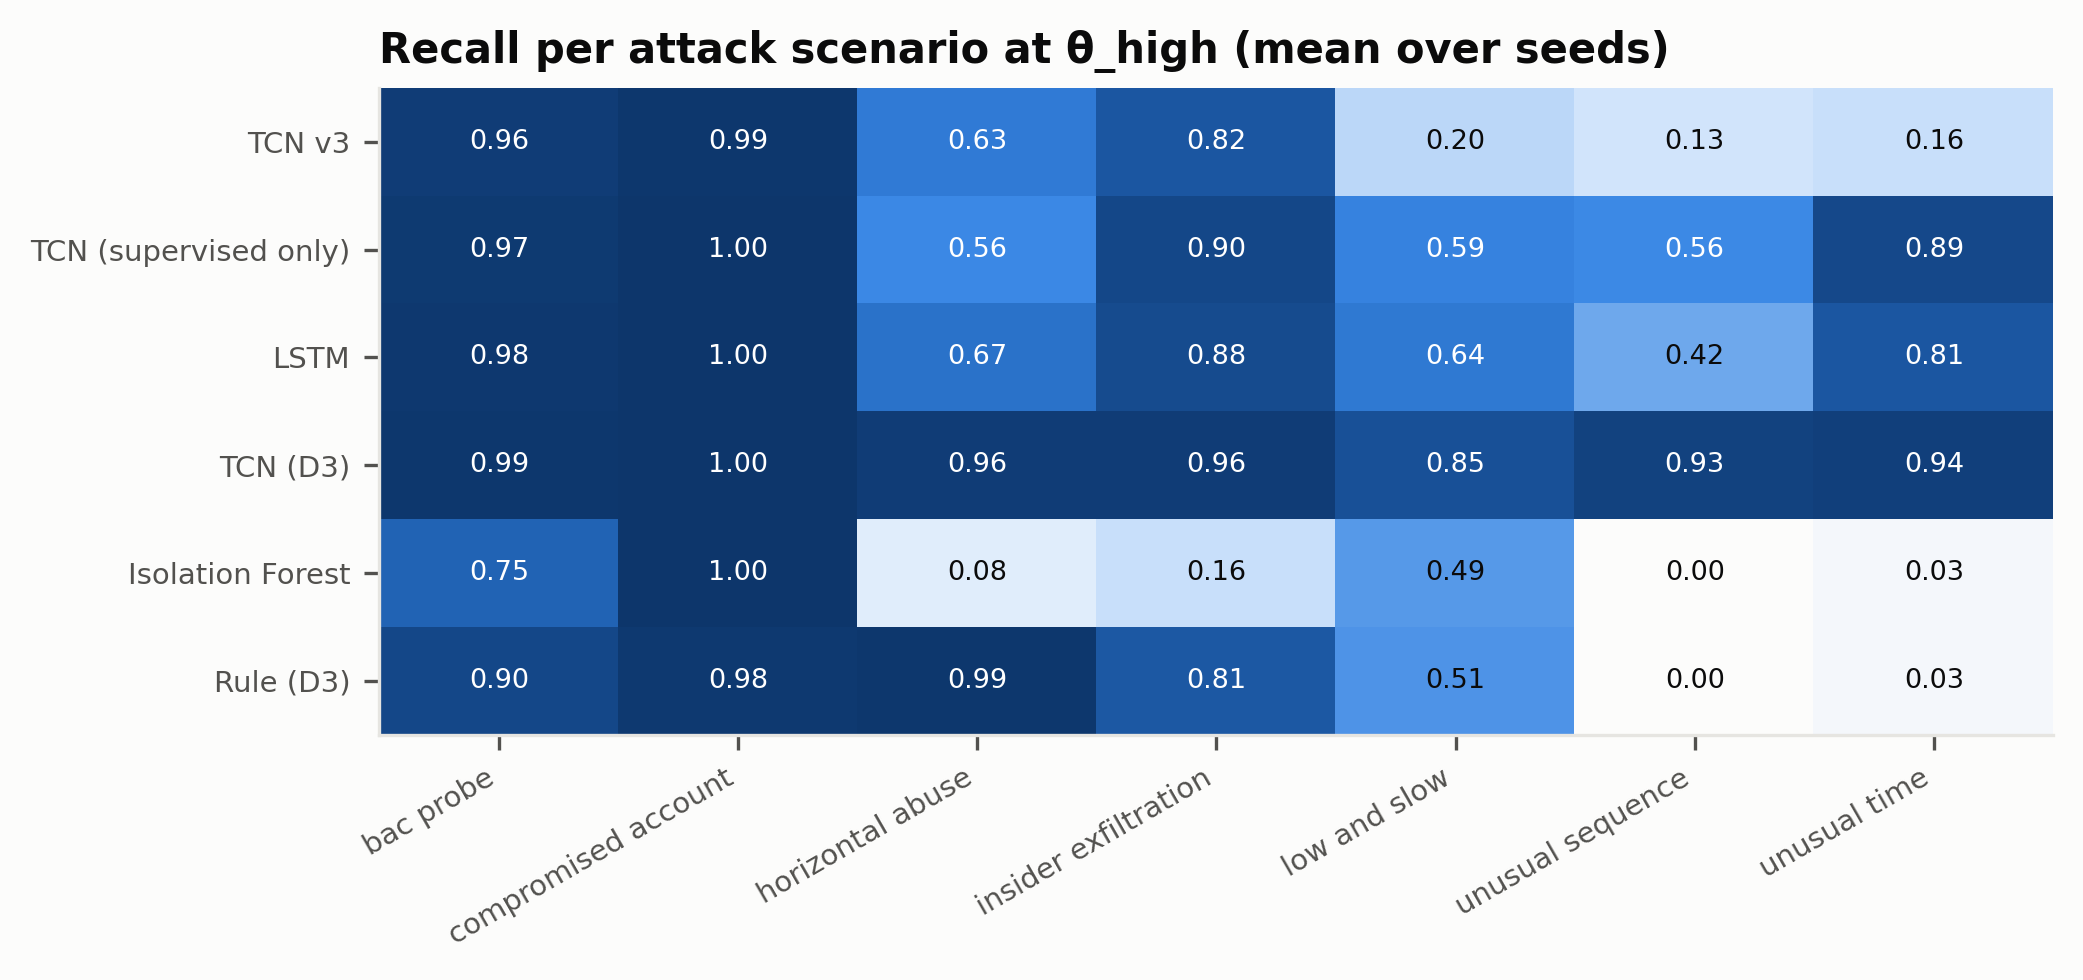 Recall per attack scenario at θ_high (mean over seeds)
TCN v3 0.96 0.99 0.63 0.82 0.20 0.13 0.16
TCN (supervised only) 0.97 1.00 0.56 0.90 0.59 0.56 0.89
LSTM 0.98 1.00 0.67 0.88 0.64 0.42 0.81
TCN (D3) 0.99 1.00 0.96 0.96 0.85 0.93 0.94
Isolation Forest 0.75 1.00 0.08 0.16 0.49 0.00 0.03
Rule (D3) 0.90 0.98 0.99 0.81 0.51 0.00 0.03
bac probe
compromised account
horizontal abuse
insider exfiltration
low and slow
unusual sequence
unusual time